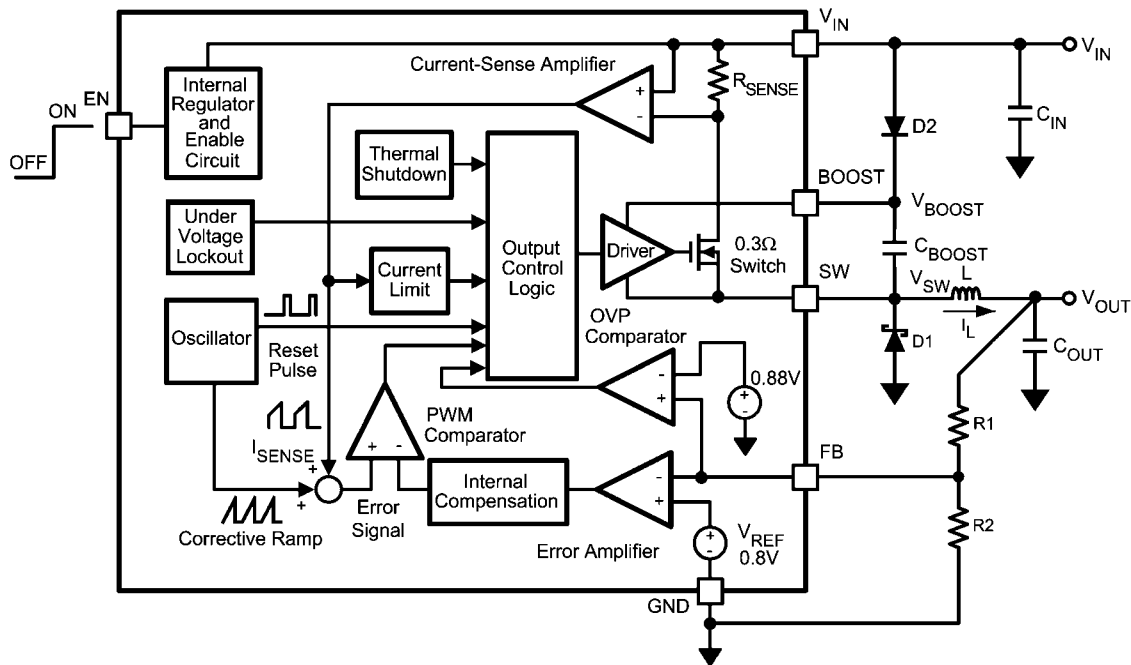 V_IN
V_IN
Current-Sense Amplifier
R_SENSE
+
-
C_IN
D2
ON
OFF
EN
Internal
Regulator
and
Enable
Circuit
Thermal
Shutdown
BOOST
V_BOOST
C_BOOST
Under
Voltage
Lockout
Output
Control
Logic
Driver
0.3Ω
Switch
SW
V_SW
L
I_L
V_OUT
Current
Limit
OVP
Comparator
D1
C_OUT
Oscillator
Reset
Pulse
-
+
0.88V
+
-
R1
PWM
Comparator
I_SENSE
+
+
+
-
FB
Internal
Compensation
-
+
Error
Signal
Corrective Ramp
Error Amplifier
V_REF
0.8V
+
-
R2
GND